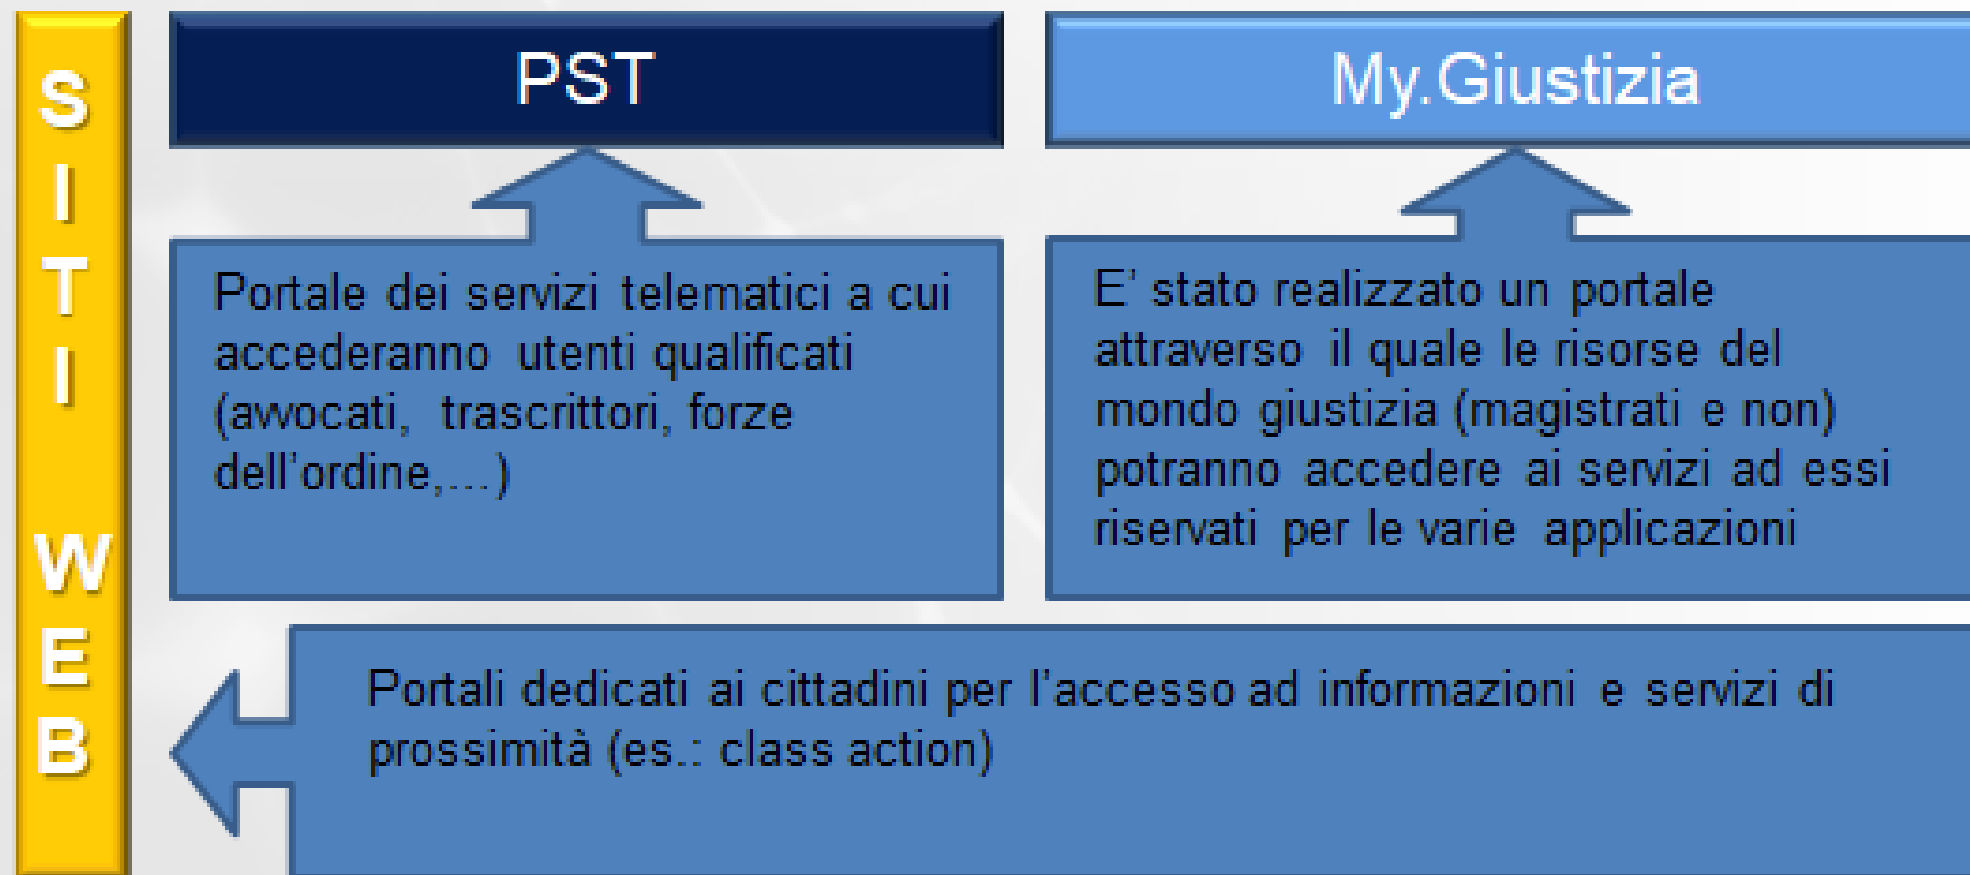 SITI WEB
PST
My.Giustizia
Portale dei servizi telematici a cui
accederanno utenti qualificati
(avvocati, trascrittori, forze
dell'ordine,...)
E' stato realizzato un portale
attraverso il quale le risorse del
mondo giustizia (magistrati e non)
potranno accedere ai servizi ad essi
riservati per le varie applicazioni
Portali dedicati ai cittadini per l'accesso ad informazioni e servizi di
prossimità (es.: class action)